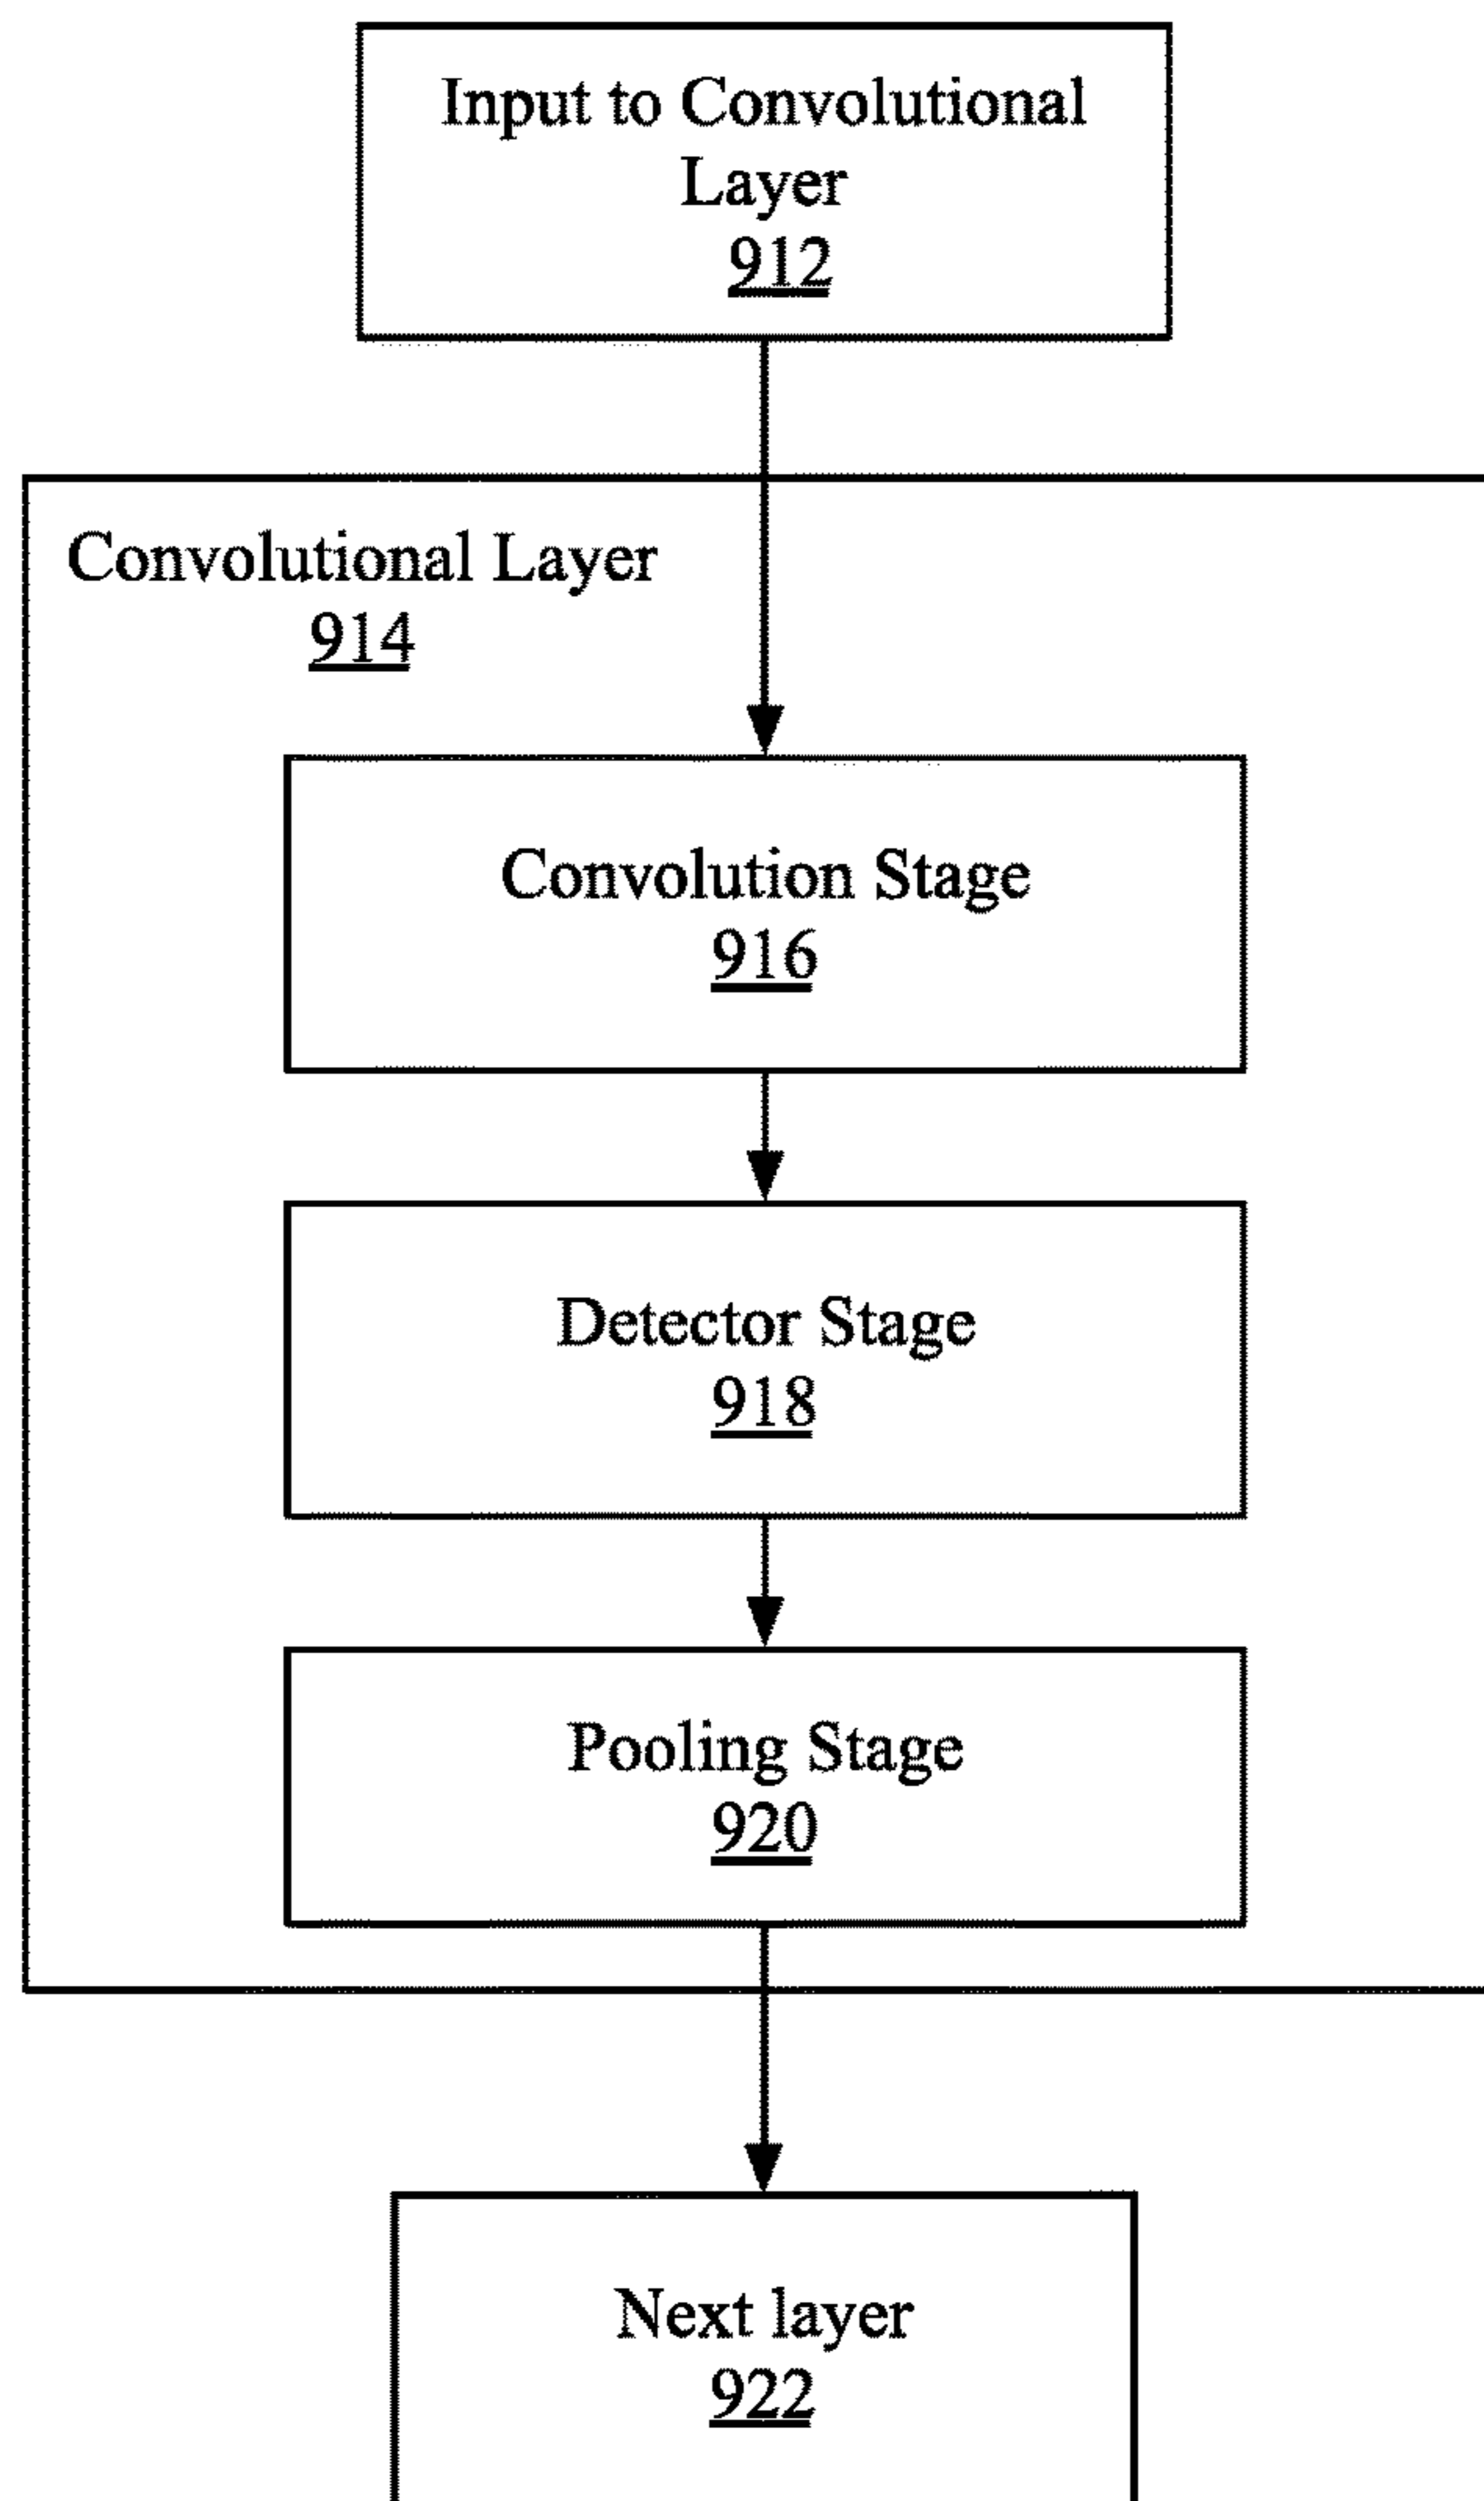 Input to Convolutional
Layer
912
Convolutional Layer
914
Convolution Stage
916
Detector Stage
918
Pooling Stage
920
Next layer
922